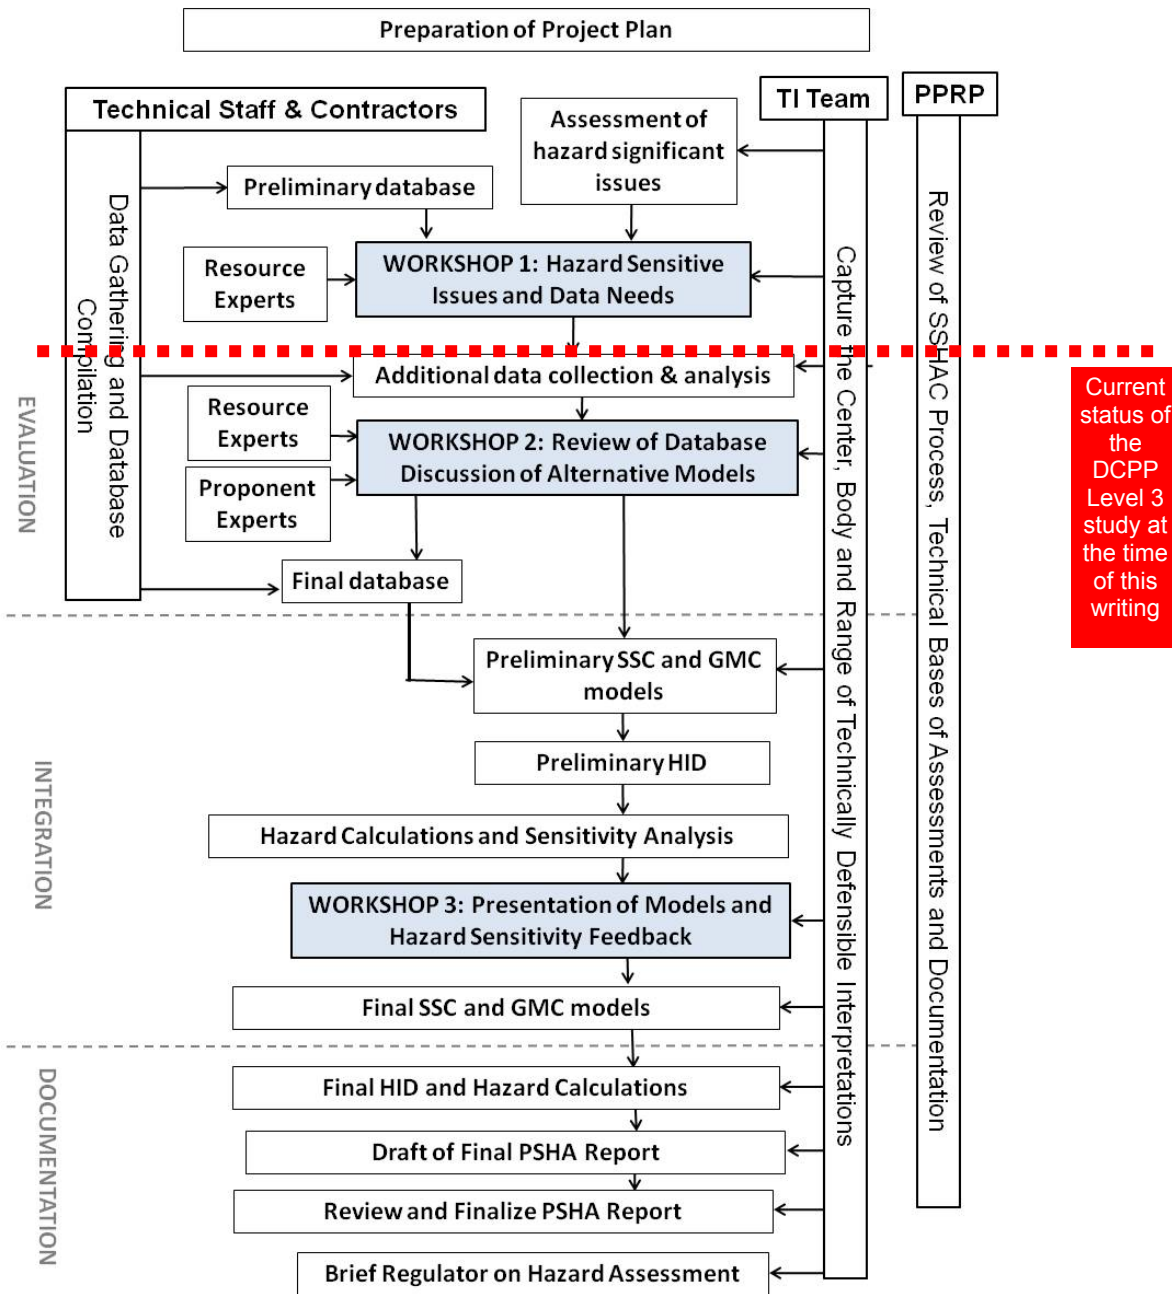 Preparation of Project Plan
Technical Staff & Contractors
TI Team
PPRP
Assessment of
hazard significant
issues
Preliminary database
Data Gathering and Database
Compilation
Capture the Center, Body and Range of Technically Defensible Interpretations
Review of SSHAC Process, Technical Bases of Assessments and Documentation
Resource
Experts
WORKSHOP 1: Hazard Sensitive
Issues and Data Needs
Additional data collection & analysis
Current
status of
the
DCPP
Level 3
study at
the time
of this
writing
EVALUATION
Resource
Experts
WORKSHOP 2: Review of Database
Discussion of Alternative Models
Proponent
Experts
Final database
INTEGRATION
Preliminary SSC and GMC
models
Preliminary HID
Hazard Calculations and Sensitivity Analysis
WORKSHOP 3: Presentation of Models and
Hazard Sensitivity Feedback
Final SSC and GMC models
DOCUMENTATION
Final HID and Hazard Calculations
Draft of Final PSHA Report
Review and Finalize PSHA Report
Brief Regulator on Hazard Assessment